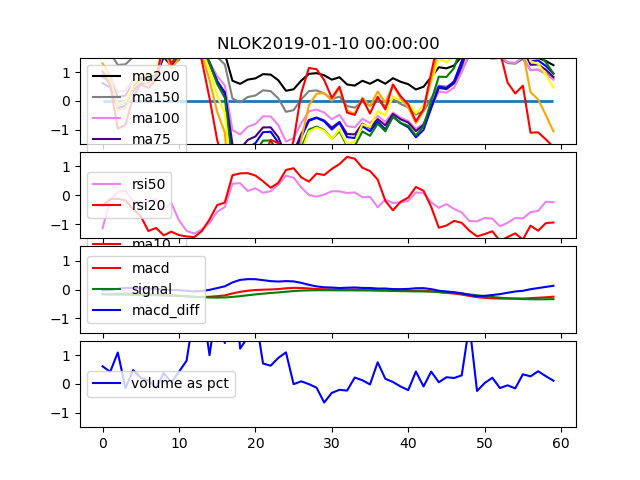 NLOK2019-01-10 00:00:00
1
0
−1
ma200
ma150
ma100
ma75
1
0
−1
rsi50
rsi20
ma10
1
0
−1
macd
signal
macd_diff
1
0
−1
volume as pct
0 10 20 30 40 50 60